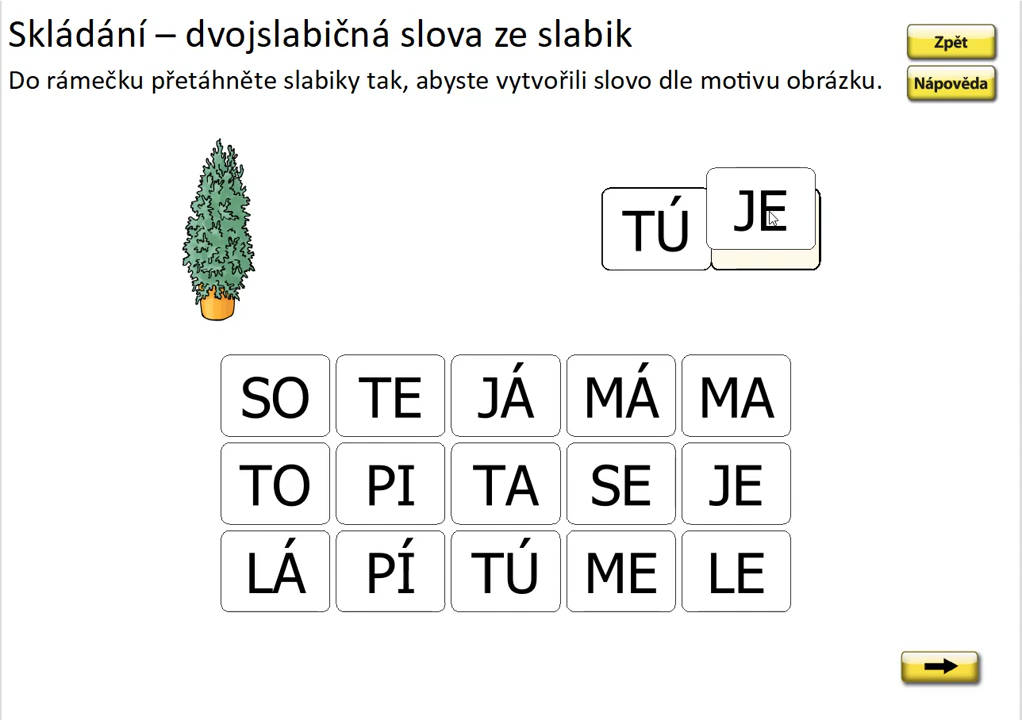 Skládání – dvojslabičná slova ze slabik
Zpět
Do rámečku přetáhněte slabiky tak, abyste vytvořili slovo dle motivu obrázku.
Nápověda
TÚ JE
SO TE JÁ MÁ MA
TO PI TA SE JE
LÁ PÍ TÚ ME LE